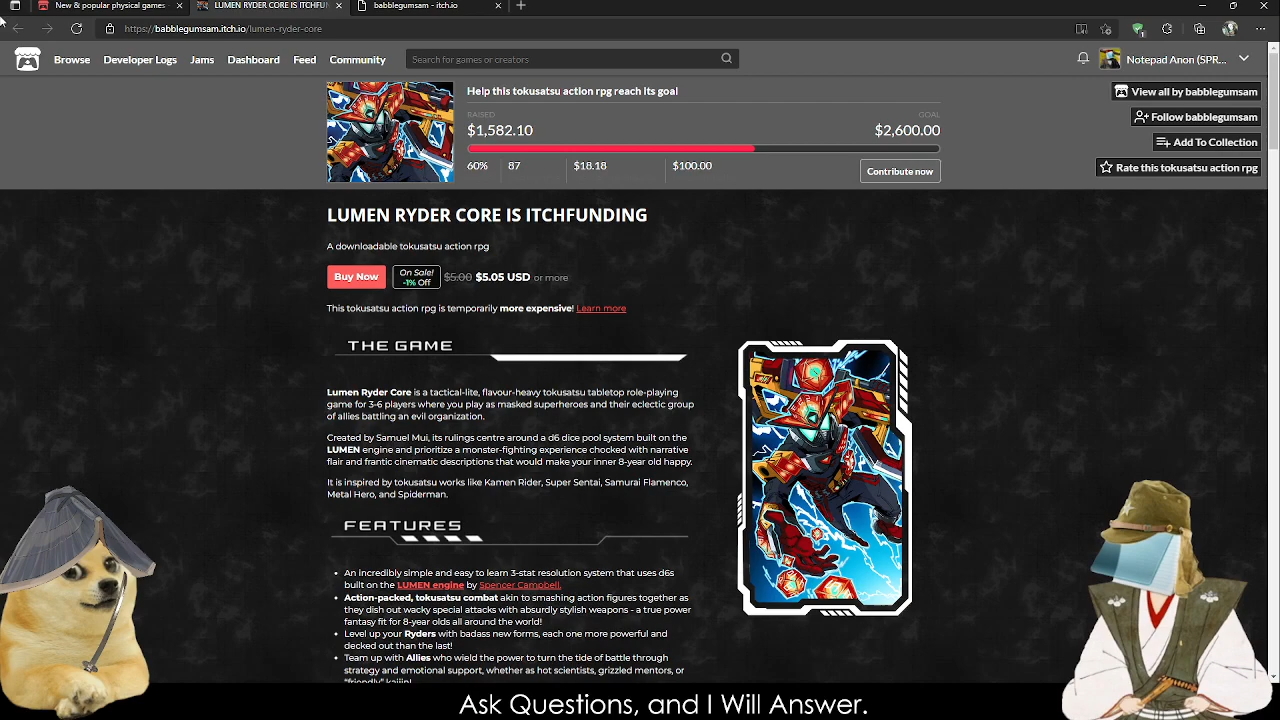 New & popular physical games
LUMEN RYDER CORE IS ITCHFUN
babblegumsam - itch.io
https://babblegumsam.itch.io/lumen-ryder-core
Browse Developer Logs Jams Dashboard Feed Community
Search for games or creators
Notepad Anon (SPR...
Help this tokusatsu action rpg reach its goal
RAISED GOAL
$1,582.10 $2,600.00
60% 87 $18.18 $100.00
Contribute now
View all by babblegumsam
Follow babblegumsam
Add To Collection
Rate this tokusatsu action rpg
LUMEN RYDER CORE IS ITCHFUNDING
A downloadable tokusatsu action rpg
Buy Now
On Sale!
-1% Off
$5.00 $5.05 USD or more
This tokusatsu action rpg is temporarily more expensive! Learn more
THE GAME
Lumen Ryder Core is a tactical-lite, flavour-heavy tokusatsu tabletop role-playing
game for 3-6 players where you play as masked superheroes and their eclectic group
of allies battling an evil organization.
Created by Samuel Mui, its rulings centre around a d6 dice pool system built on the
LUMEN engine and prioritize a monster-fighting experience chocked with narrative
flair and frantic cinematic descriptions that would make your inner 8-year old happy.
It is inspired by tokusatsu works like Kamen Rider, Super Sentai, Samurai Flamenco,
Metal Hero, and Spiderman.
FEATURES
• An incredibly simple and easy to learn 3-stat resolution system that uses d6s
built on the LUMEN engine by Spencer Campbell.
• Action-packed, tokusatsu combat akin to smashing action figures together as
they dish out wacky special attacks with absurdly stylish weapons - a true power
fantasy fit for 8-year olds all around the world!
• Level up your Ryders with badass new forms, each one more powerful and
decked out than the last!
• Team up with Allies who wield the power to turn the tide of battle through
strategy and emotional support, whether as hot scientists, grizzled mentors, or
"friendly" kaiju!
Ask Questions, and I Will Answer.